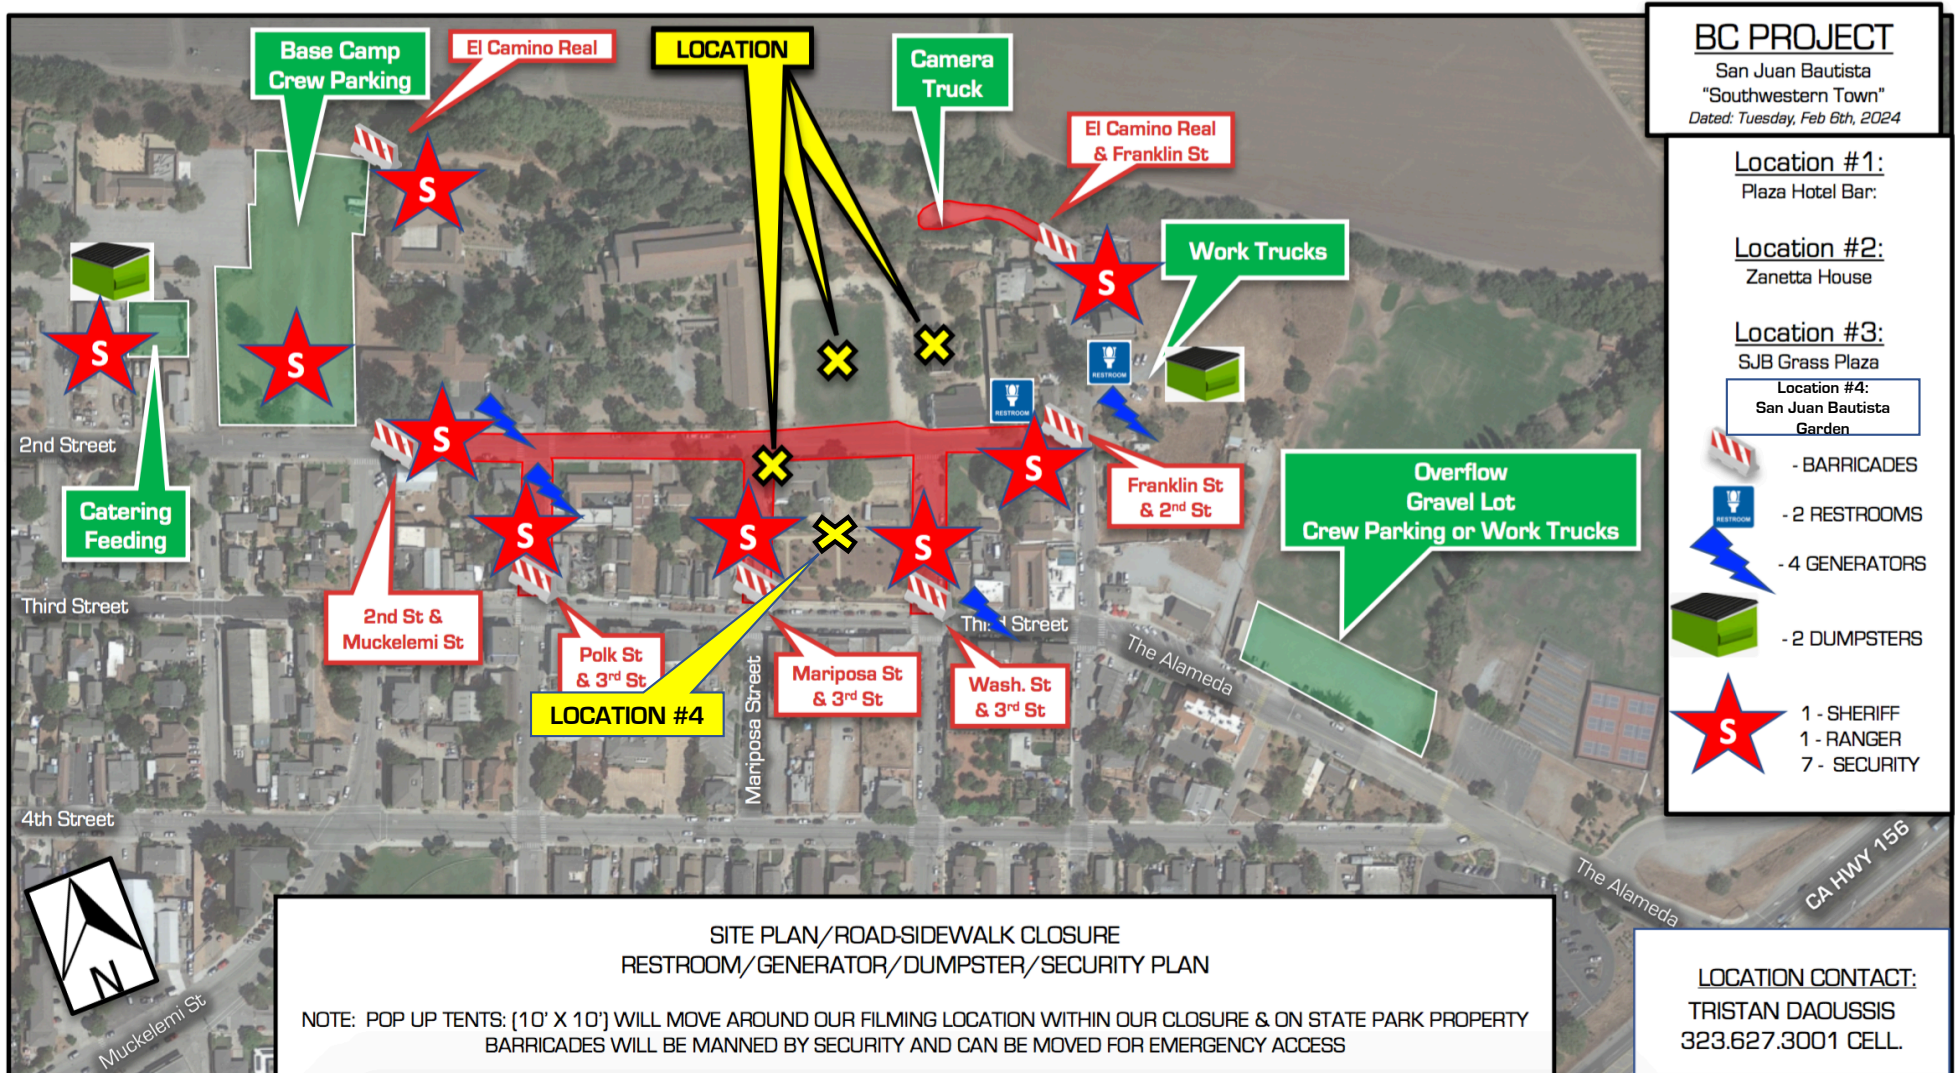 BC PROJECT
San Juan Bautista
"Southwestern Town"
Dated: Tuesday, Feb 6th, 2024
Base Camp
Crew Parking
El Camino Real
LOCATION
Camera
Truck
El Camino Real
& Franklin St
Work Trucks
S
S
S
S
RESTROOM
RESTROOM
2nd Street
S
S
Catering
Feeding
Franklin St
& 2nd St
Overflow
Gravel Lot
Crew Parking or Work Trucks
S
S
S
Third Street
2nd St &
Muckelemi St
Polk St
& 3rd St
LOCATION #4
Mariposa Street
Mariposa St
& 3rd St
Wash. St
& 3rd St
Third Street
The Alameda
4th Street
The Alameda
CA HWY 156
N
Muckelemi St
Location #1:
Plaza Hotel Bar:
Location #2:
Zanetta House
Location #3:
SJB Grass Plaza
Location #4:
San Juan Bautista
Garden
- BARRICADES
RESTROOM
- 2 RESTROOMS
- 4 GENERATORS
- 2 DUMPSTERS
S
1 - SHERIFF
1 - RANGER
7 - SECURITY
SITE PLAN/ROAD-SIDEWALK CLOSURE
RESTROOM/GENERATOR/DUMPSTER/SECURITY PLAN
NOTE: POP UP TENTS: (10' X 10') WILL MOVE AROUND OUR FILMING LOCATION WITHIN OUR CLOSURE & ON STATE PARK PROPERTY
BARRICADES WILL BE MANNED BY SECURITY AND CAN BE MOVED FOR EMERGENCY ACCESS
LOCATION CONTACT:
TRISTAN DAOUSSIS
323.627.3001 CELL.